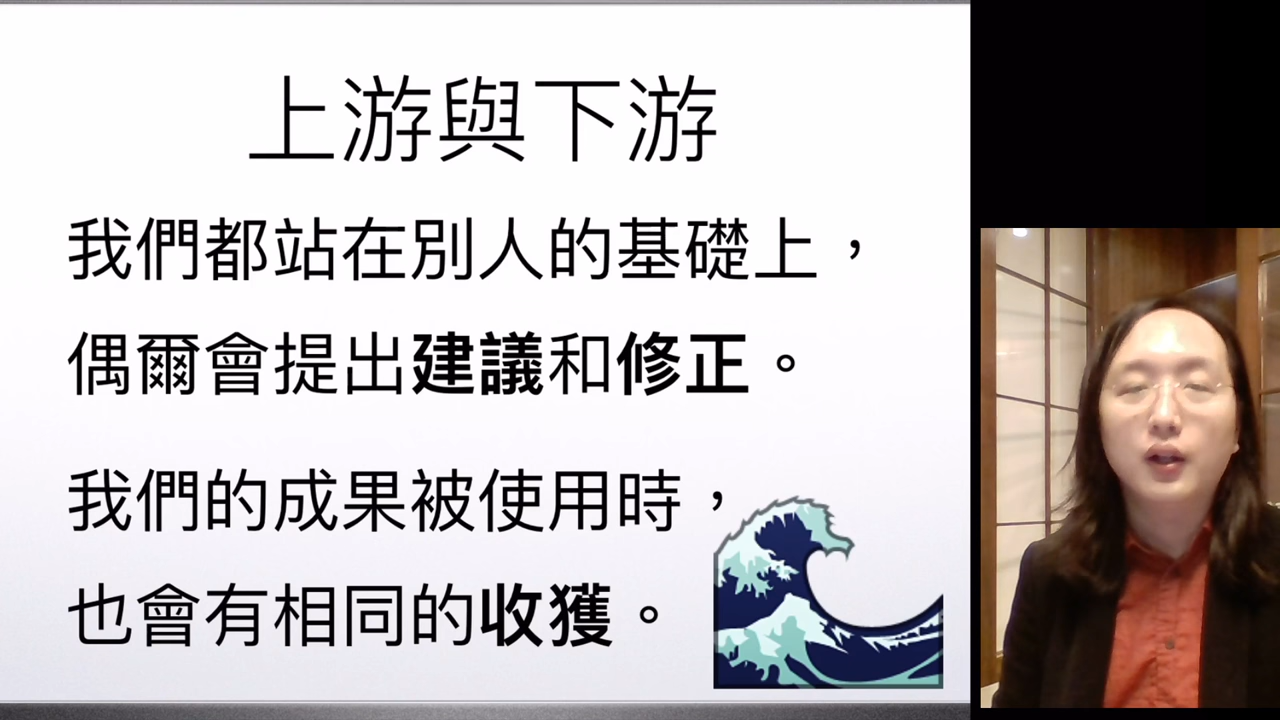 上游與下游
我們都站在別人的基礎上，
偶爾會提出建議和修正。
我們的成果被使用時，
也會有相同的收獲。